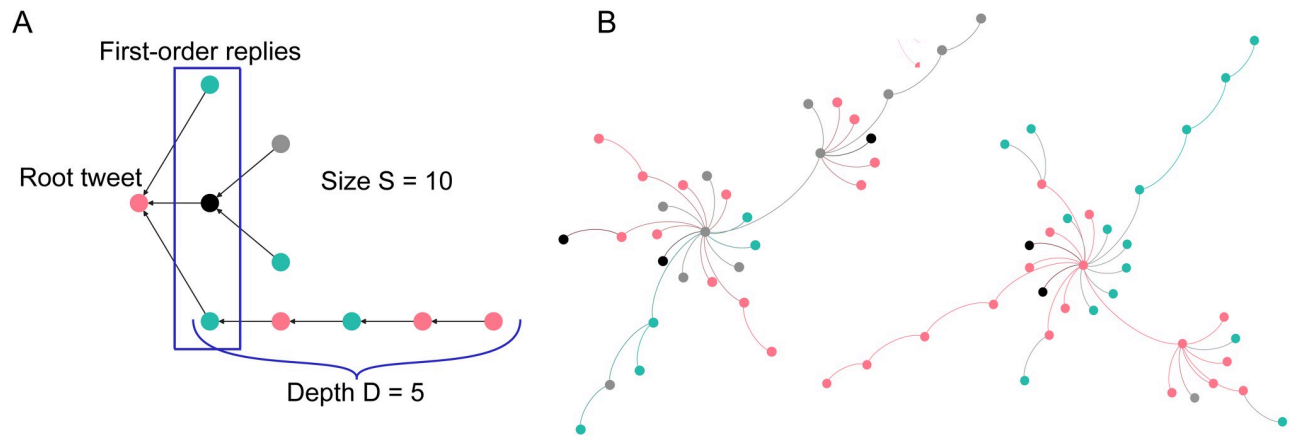 A
First-order replies
Root tweet
Size S = 10
Depth D = 5
B